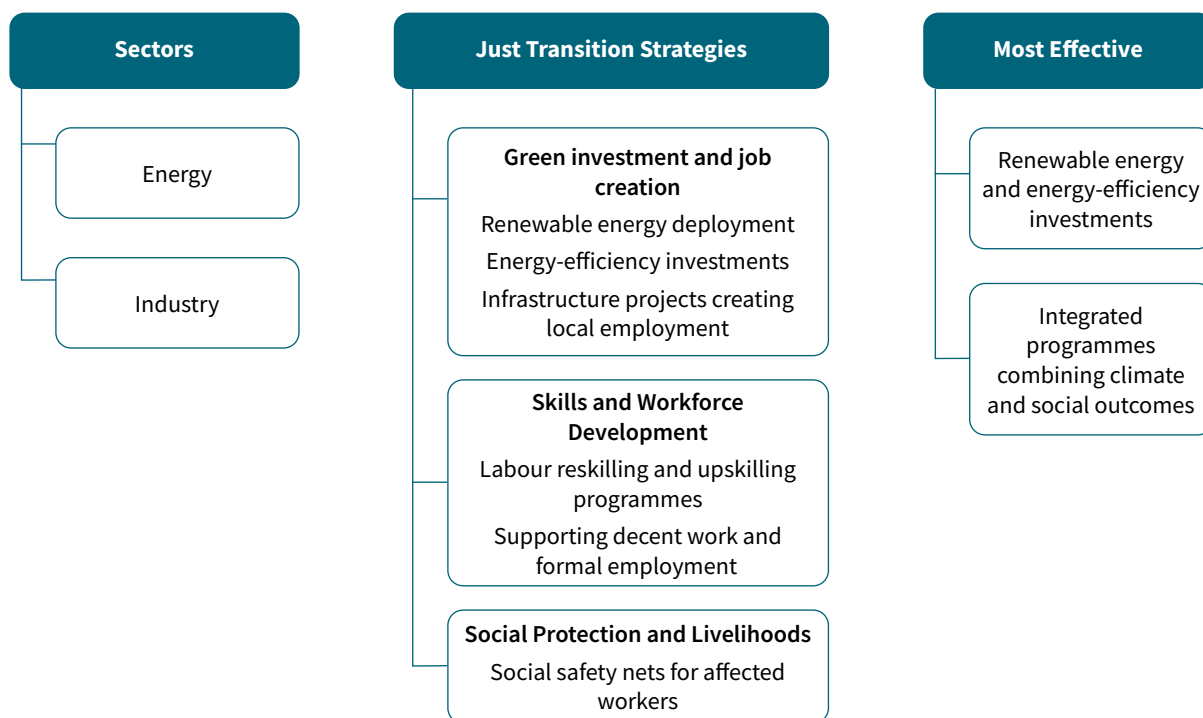 Sectors
Energy
Industry
Just Transition Strategies
Green investment and job
creation
Renewable energy deployment
Energy-efficiency investments
Infrastructure projects creating
local employment
Skills and Workforce
Development
Labour reskilling and upskilling
programmes
Supporting decent work and
formal employment
Social Protection and Livelihoods
Social safety nets for affected
workers
Most Effective
Renewable energy
and energy-efficiency
investments
Integrated
programmes
combining climate
and social outcomes